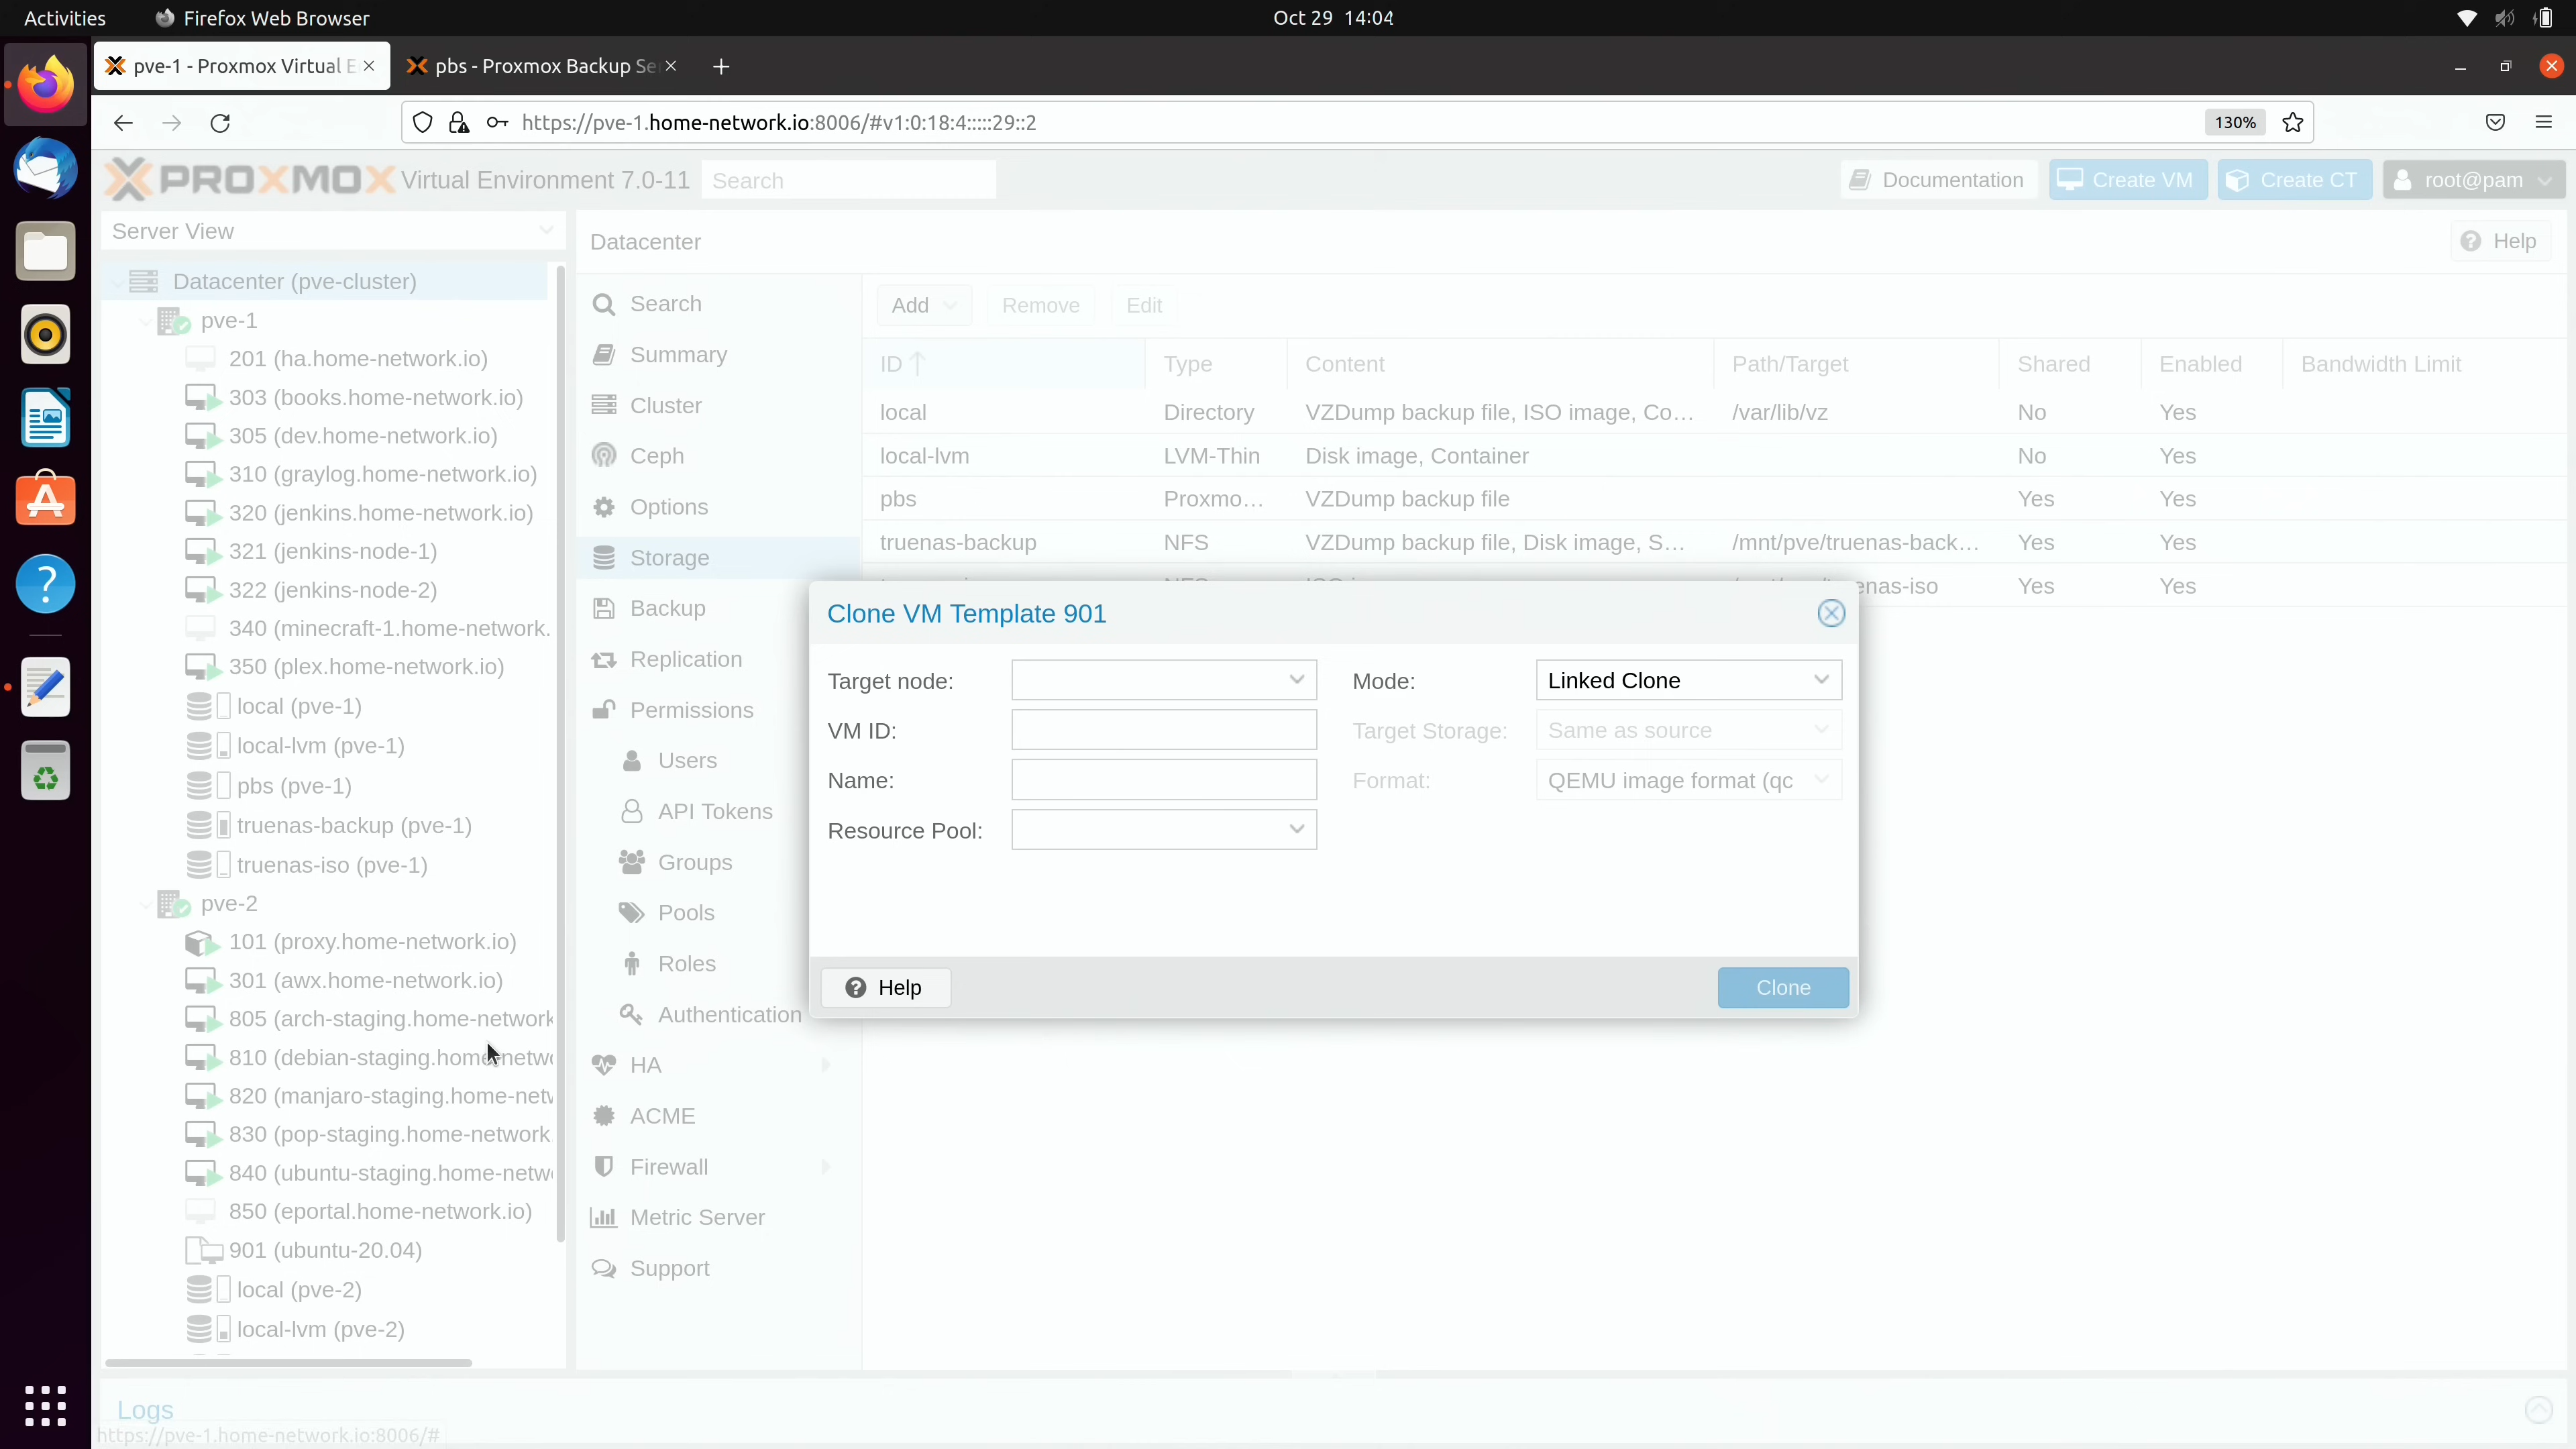 Activities
Firefox Web Browser
Oct 29 14:04
pve-1 - Proxmox Virtual E
pbs - Proxmox Backup Se
https://pve-1.home-network.io:8006/#v1:0:18:4:::::29::2
130%
PROXMOX Virtual Environment 7.0-11
Search
Documentation
Create VM
Create CT
root@pam
Server View
Datacenter (pve-cluster)
pve-1
201 (ha.home-network.io)
303 (books.home-network.io)
305 (dev.home-network.io)
310 (graylog.home-network.io)
320 (jenkins.home-network.io)
321 (jenkins-node-1)
322 (jenkins-node-2)
340 (minecraft-1.home-network.
350 (plex.home-network.io)
local (pve-1)
local-lvm (pve-1)
pbs (pve-1)
truenas-backup (pve-1)
truenas-iso (pve-1)
pve-2
101 (proxy.home-network.io)
301 (awx.home-network.io)
805 (arch-staging.home-network
810 (debian-staging.home-netw
820 (manjaro-staging.home-netw
830 (pop-staging.home-network.
840 (ubuntu-staging.home-netw
850 (eportal.home-network.io)
901 (ubuntu-20.04)
local (pve-2)
local-lvm (pve-2)
Datacenter
Help
Search
Summary
Cluster
Ceph
Options
Storage
Backup
Replication
Permissions
Users
API Tokens
Groups
Pools
Roles
Authentication
HA
ACME
Firewall
Metric Server
Support
Add
Remove
Edit
ID Type Content Path/Target Shared Enabled Bandwidth Limit
local Directory VZDump backup file, ISO image, Co... /var/lib/vz No Yes
local-lvm LVM-Thin Disk image, Container No Yes
pbs Proxmo... VZDump backup file Yes Yes
truenas-backup NFS VZDump backup file, Disk image, S... /mnt/pve/truenas-back... Yes Yes
enas-iso Yes Yes
Clone VM Template 901
Target node:
VM ID:
Name:
Resource Pool:
Mode: Linked Clone
Target Storage: Same as source
Format: QEMU image format (qc
Help
Clone
Logs
https://pve-1.home-network.io:8006/#